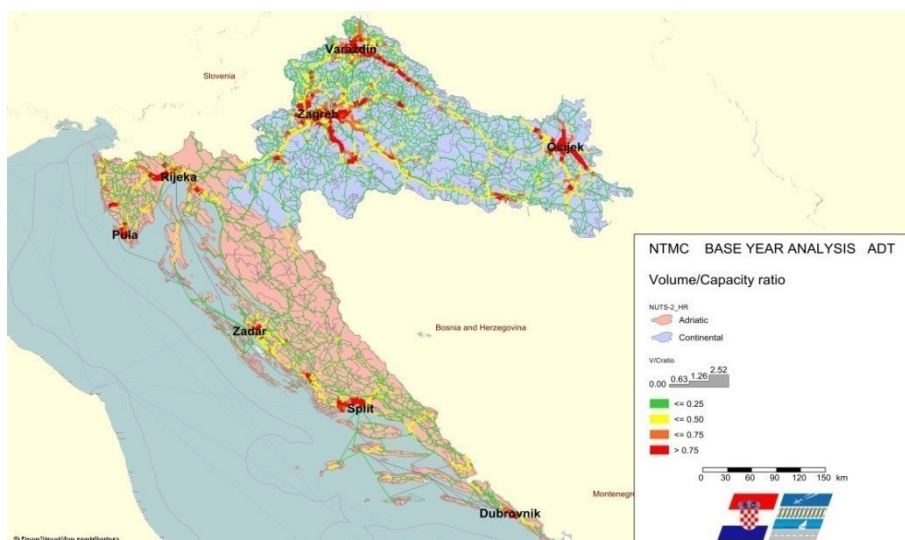 Varaždin
Slovenia
Zagreb
Osijek
Rijeka
Pula
NTMC BASE YEAR ANALYSIS ADT
Volume/Capacity ratio
NUTS-2_HR
Adriatic
Continental
Zadar
Bosnia and Herzegovina
V/Cratio
0.00 0.63 1.26 2.52
<= 0.25
<= 0.50
<= 0.75
> 0.75
Split
0 30 60 90 120 150 km
Montenegro
Dubrovnik